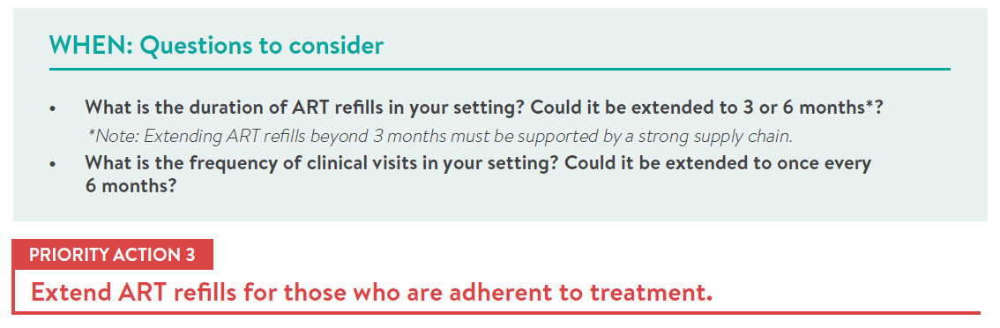 WHEN: Questions to consider
• What is the duration of ART refills in your setting? Could it be extended to 3 or 6 months*?
*Note: Extending ART refills beyond 3 months must be supported by a strong supply chain.
• What is the frequency of clinical visits in your setting? Could it be extended to once every
6 months?
PRIORITY ACTION 3
Extend ART refills for those who are adherent to treatment.